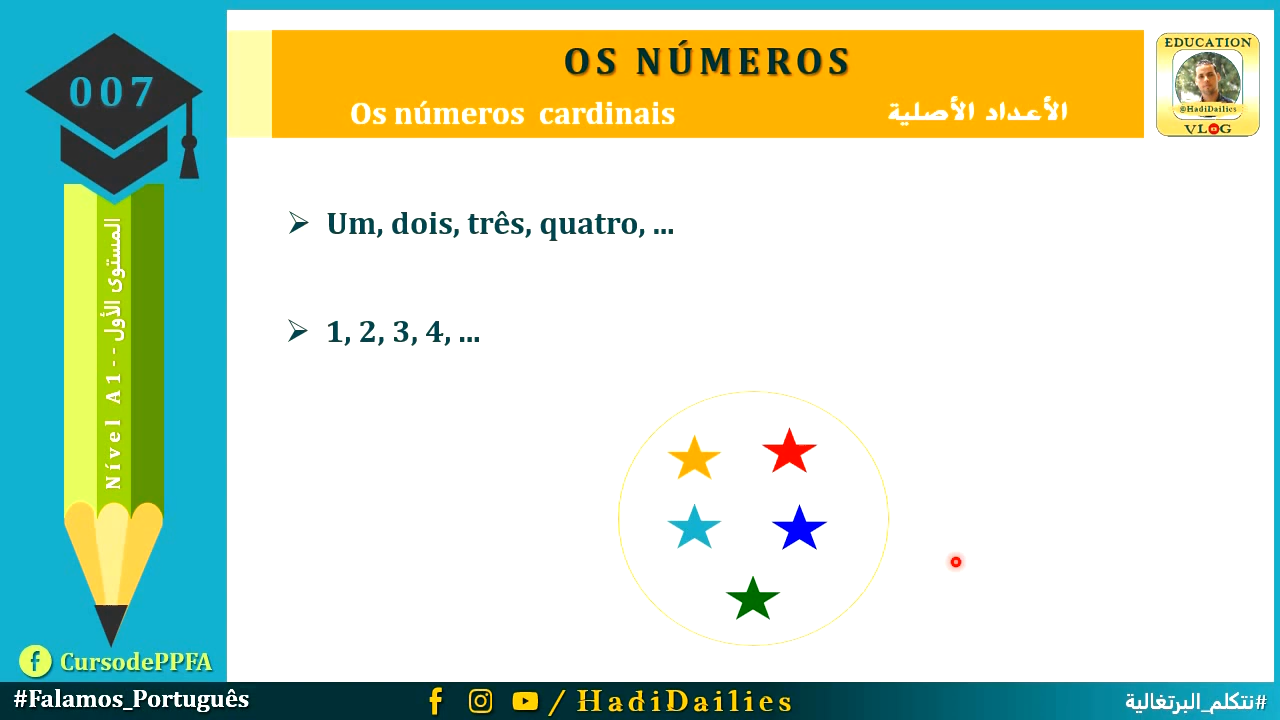 007
OS NÚMEROS
Os números cardinais
الأعداد الأصلية
EDUCATION
@HadiDailies
VLOG
Um, dois, três, quatro, ...
1, 2, 3, 4, ...
Nível A1 -- المستوى الأول
CursodePPFA
#Falamos_Português
/ HadiDailies
#نتكلم_البرتغالية